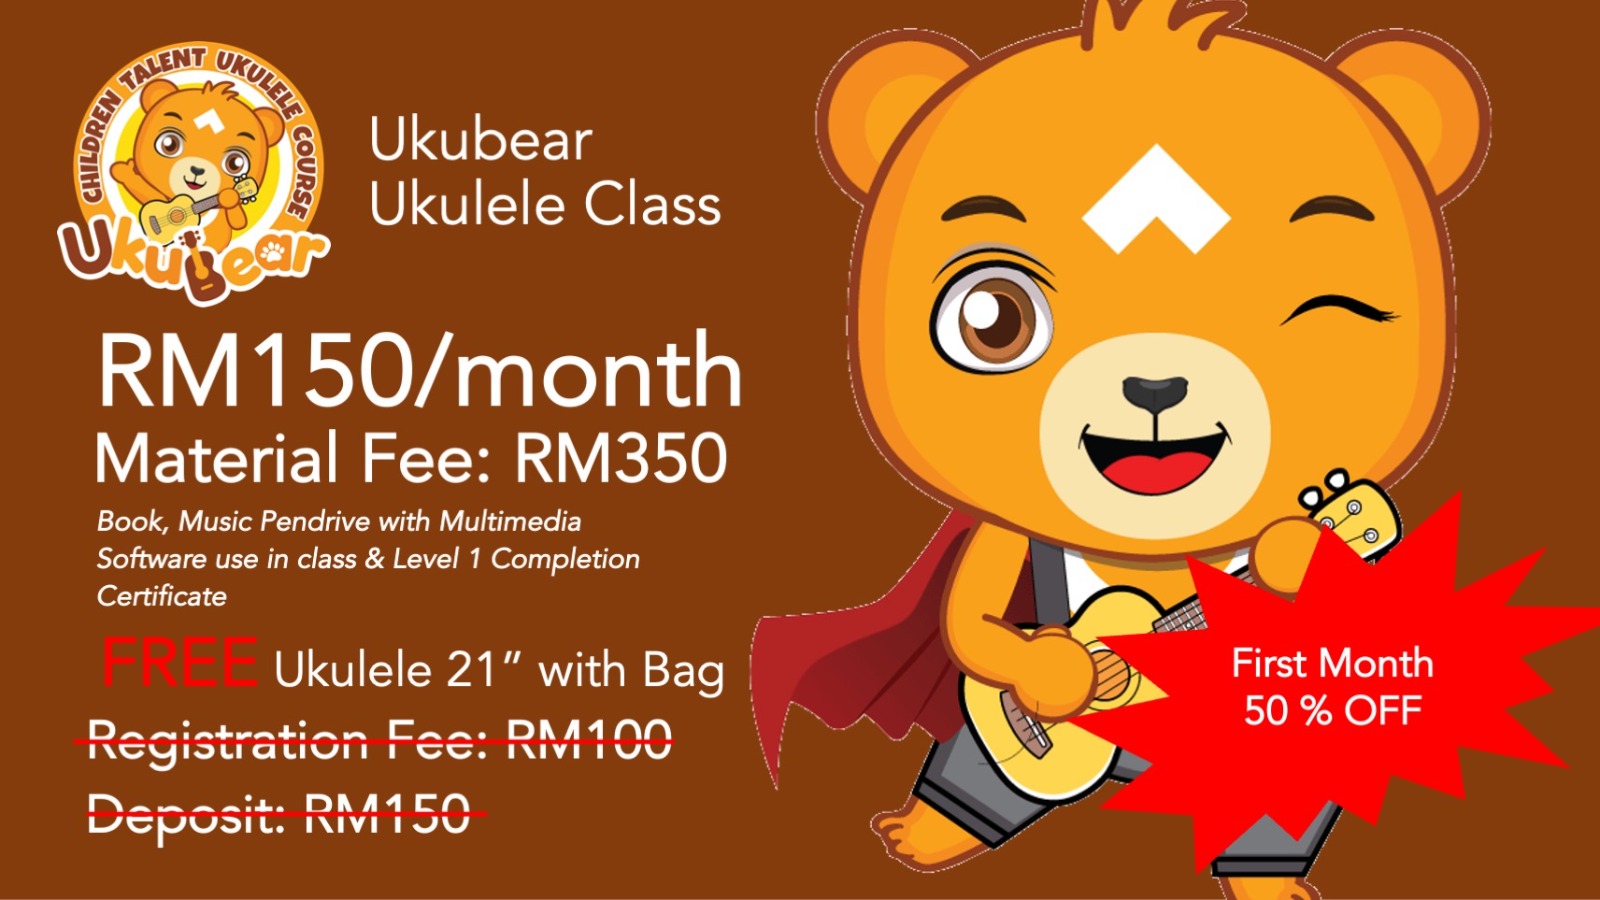 CHILDREN TALENT UKULELE COURSE
UkuBear
Ukubear
Ukulele Class
RM150/month
Material Fee: RM350
Book, Music Pendrive with Multimedia
Software use in class & Level 1 Completion
Certificate
FREE Ukulele 21” with Bag
Registration Fee: RM100
Deposit: RM150
First Month
50 % OFF